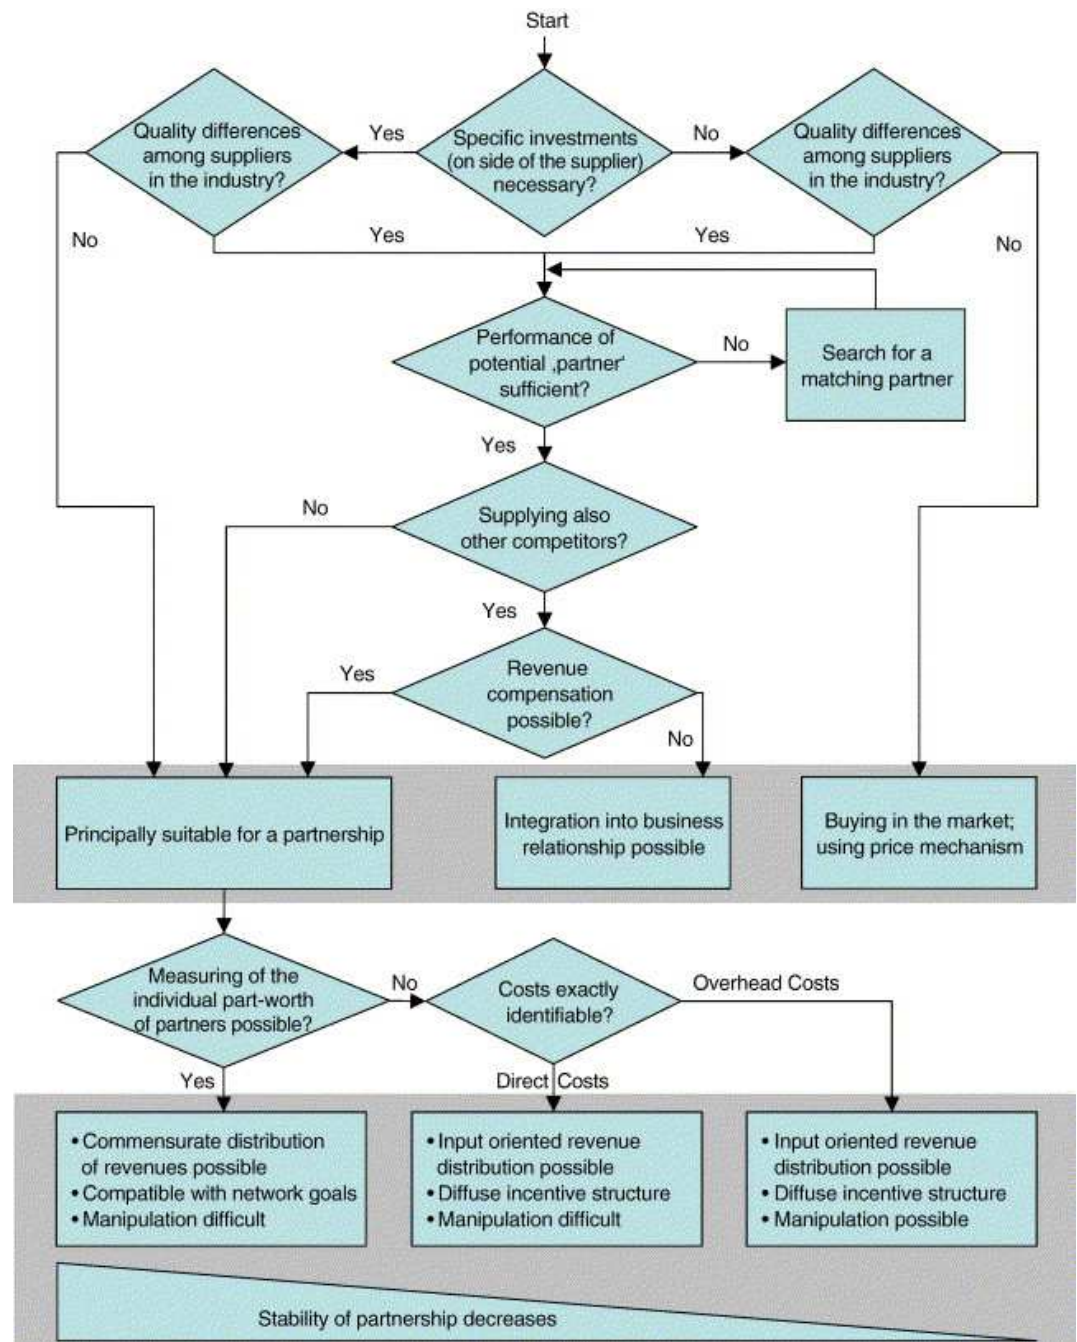 Start
Quality differences
among suppliers
in the industry?
Yes
Specific investments
(on side of the supplier)
necessary?
No
Quality differences
among suppliers
in the industry?
No
Yes
Yes
No
Performance of
potential ‚partner‘
sufficient?
No
Search for a
matching partner
Yes
No
Supplying also
other competitors?
Yes
Yes
Revenue
compensation
possible?
No
Principally suitable for a partnership
Integration into business
relationship possible
Buying in the market;
using price mechanism
Measuring of the
individual part-worth
of partners possible?
No
Costs exactly
identifiable?
Overhead Costs
Yes
Direct Costs
• Commensurate distribution
of revenues possible
• Compatible with network goals
• Manipulation difficult
• Input oriented revenue
distribution possible
• Diffuse incentive structure
• Manipulation difficult
• Input oriented revenue
distribution possible
• Diffuse incentive structure
• Manipulation possible
Stability of partnership decreases